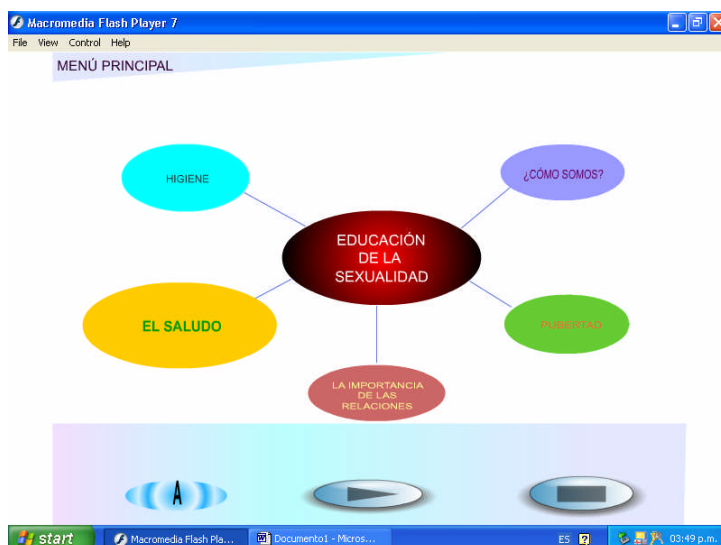 Macromedia Flash Player 7
File View Control Help
MENÚ PRINCIPAL
HIGIENE
¿CÓMO SOMOS?
EDUCACIÓN
DE LA
SEXUALIDAD
EL SALUDO
PUBERTAD
LA IMPORTANCIA
DE LAS
RELACIONES
A
start
Macromedia Flash Pla...
Documento1 - Micros...
ES
?
03:49 p.m.